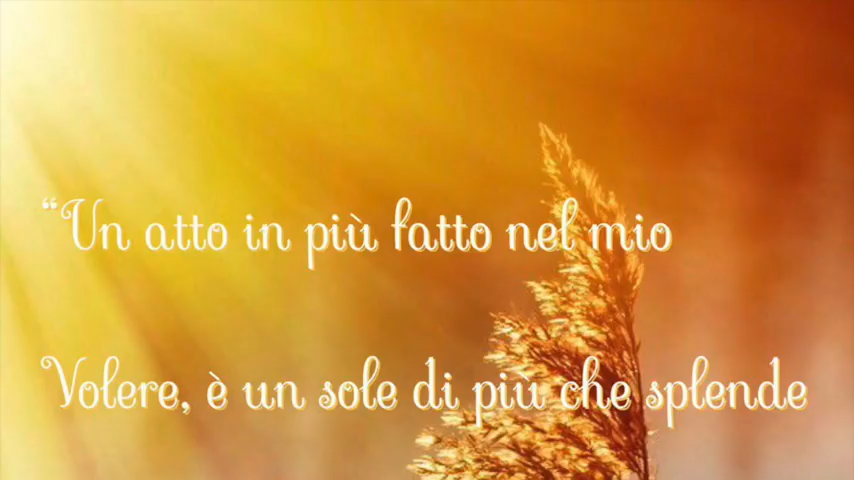 “Un atto in più fatto nel mio
Volere, è un sole di più che splende